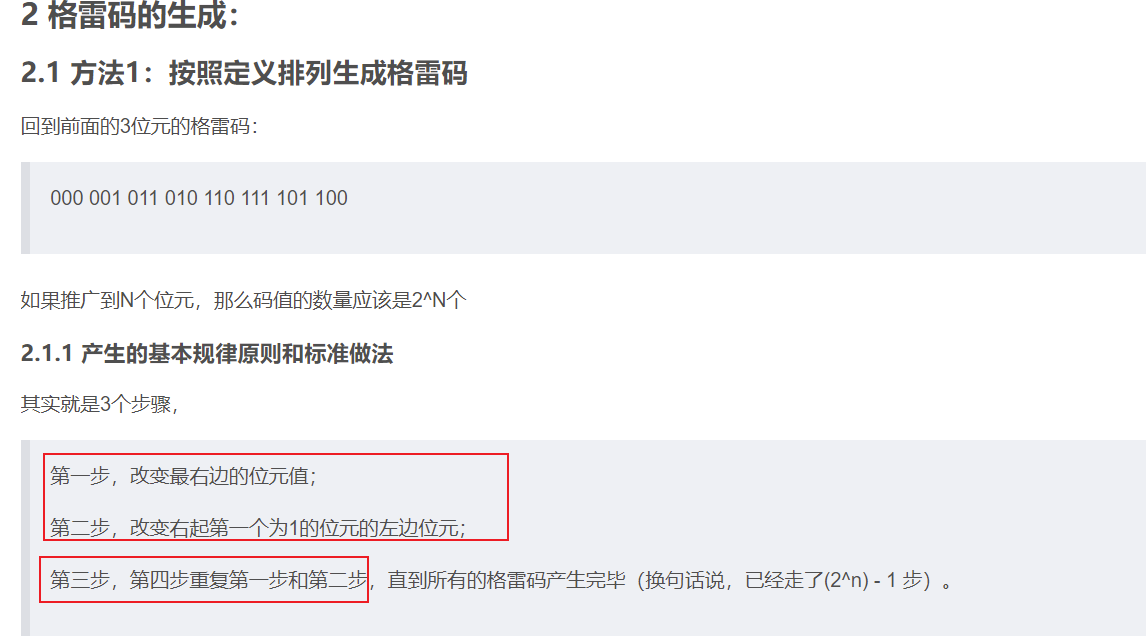 2 格雷码的生成：
2.1 方法1：按照定义排列生成格雷码
回到前面的3位元的格雷码：
000 001 011 010 110 111 101 100
如果推广到N个位元，那么码值的数量应该是2^N个
2.1.1 产生的基本规律原则和标准做法
其实就是3个步骤，
第一步，改变最右边的位元值；
第二步，改变右起第一个为1的位元的左边位元；
第三步，第四步重复第一步和第二步，直到所有的格雷码产生完毕（换句话说，已经走了(2^n) - 1 步）。